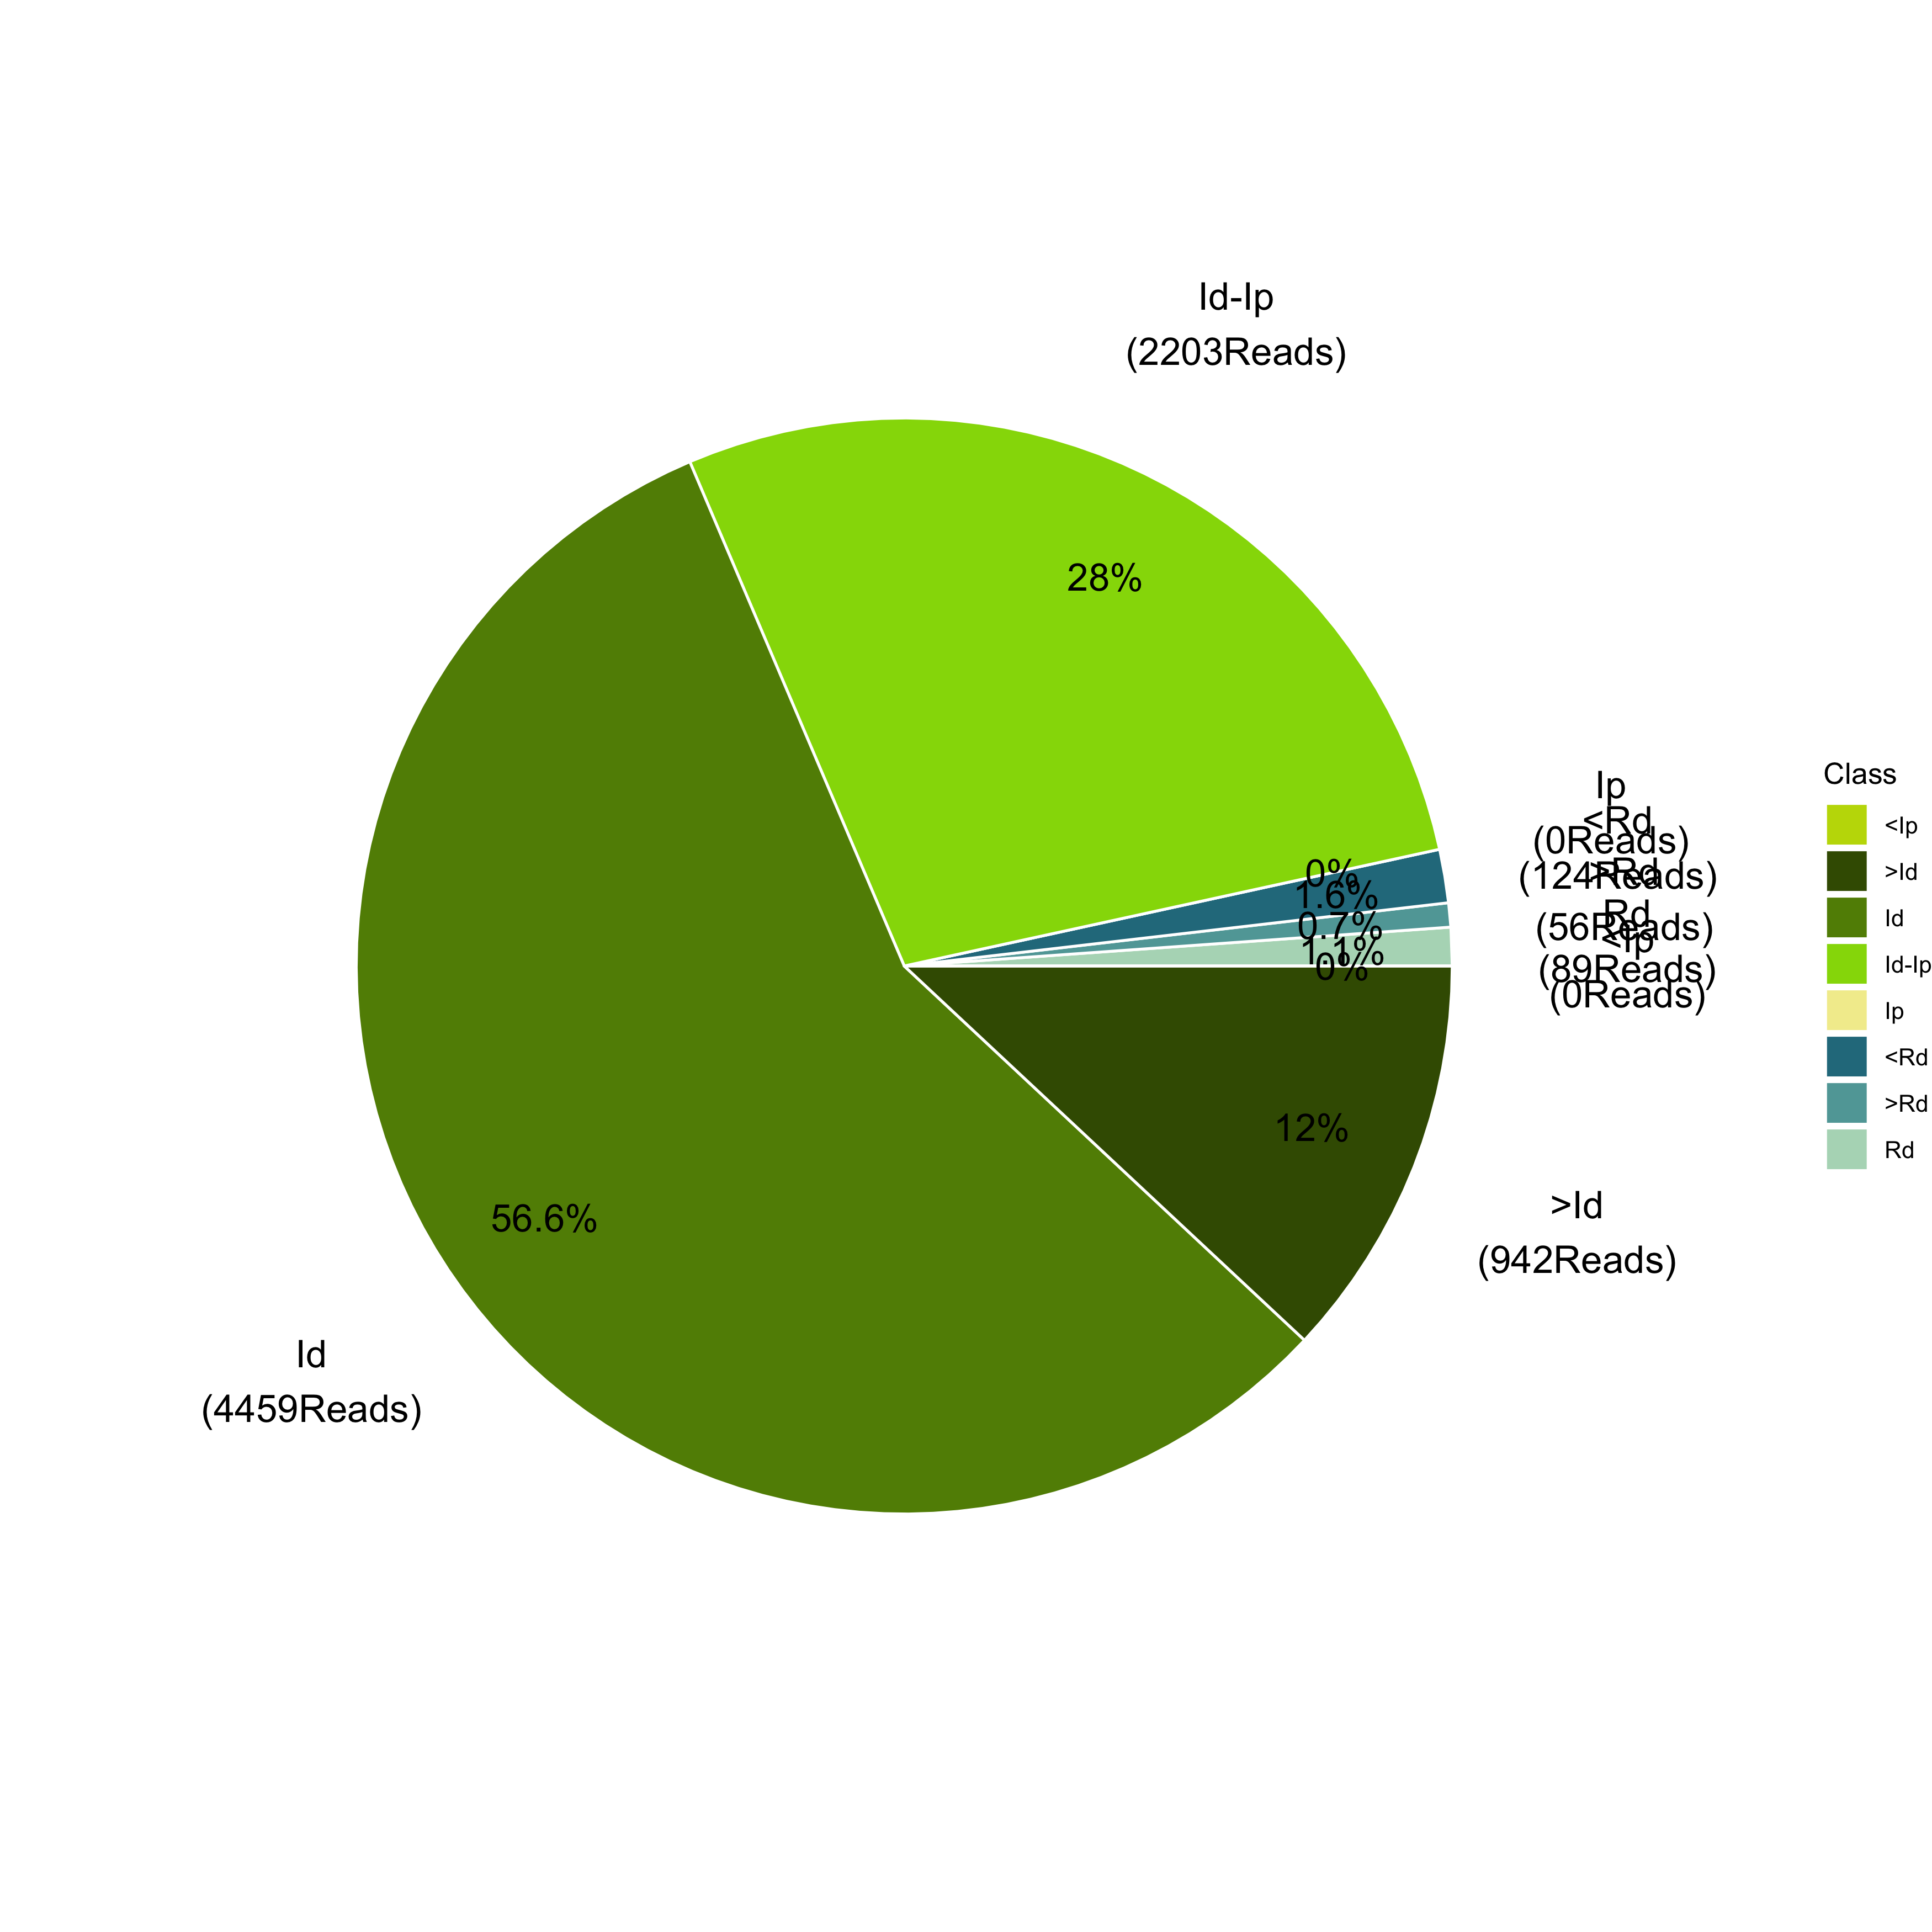 Id-Ip
(2203Reads)
28%
Ip
(0Reads)
<Rd
(124Reads)
>Rd
(56Reads)
Rd
(89Reads)
<Ip
(0Reads)
0%
1.6%
0.7%
1.1%
0%
12%
>Id
(942Reads)
56.6%
Id
(4459Reads)
Class
<Ip
>Id
Id
Id-Ip
Ip
<Rd
>Rd
Rd